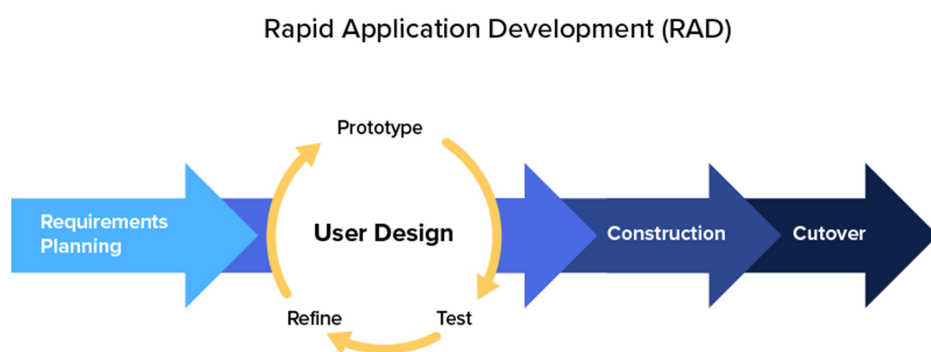 Rapid Application Development (RAD)
Prototype
Requirements
Planning
User Design
Construction
Cutover
Refine
Test